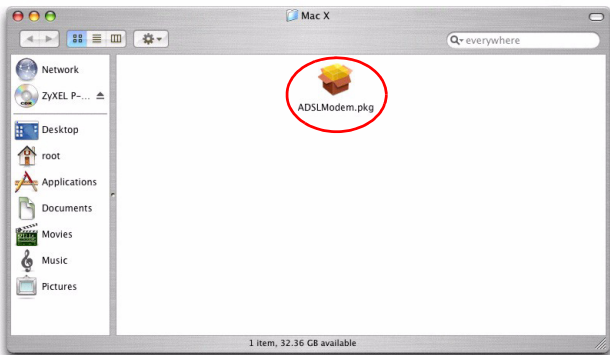 Mac X
everywhere
Network
ZyXEL P-...
Desktop
root
Applications
Documents
Movies
Music
Pictures
ADSLModem.pkg
1 item, 32.36 GB available